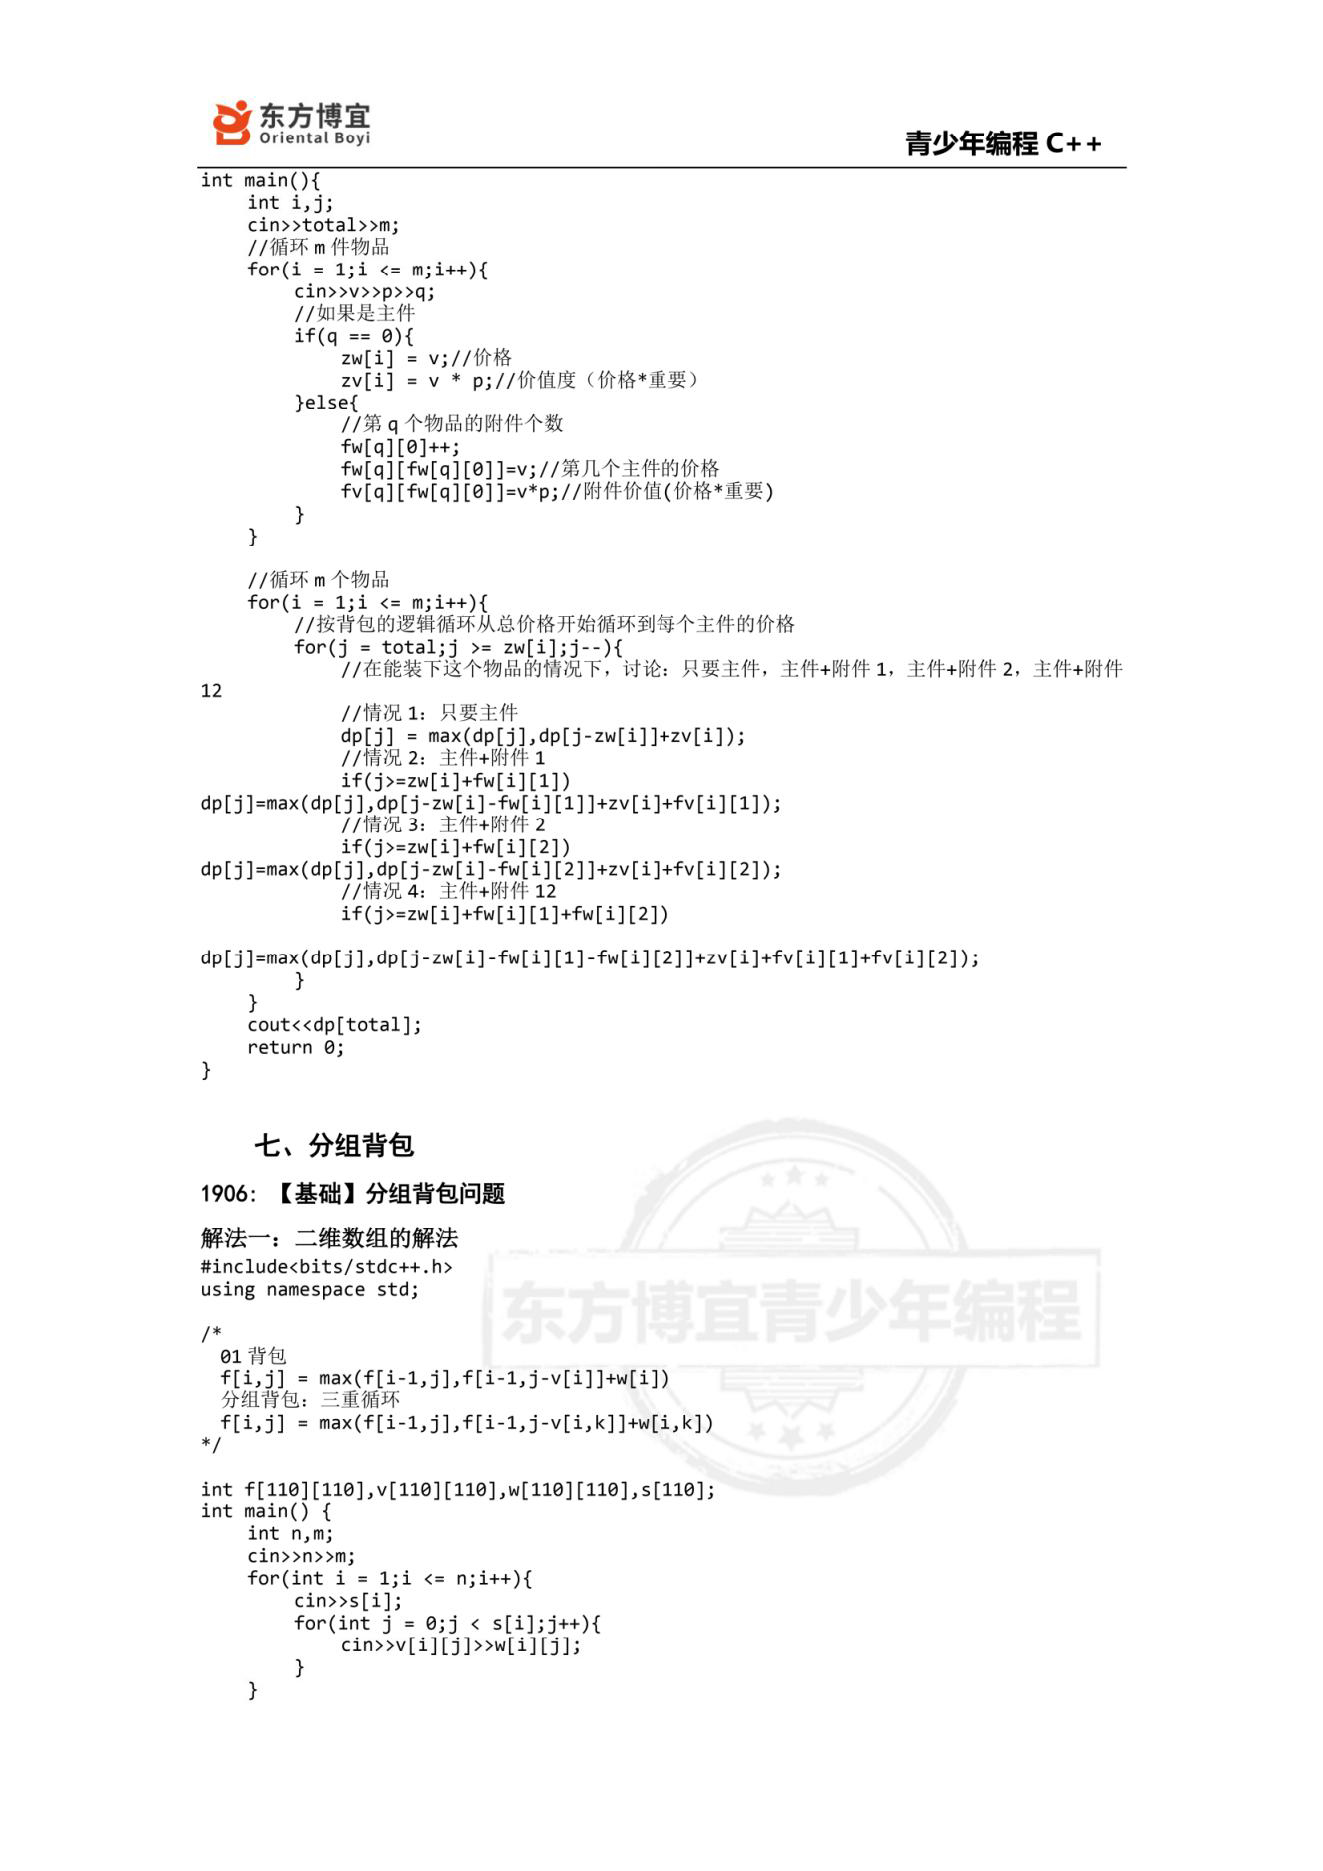 东方博宜
Oriental Boyi
青少年编程 C++
int main(){
    int i,j;
    cin>>total>>m;
    //循环 m 件物品
    for(i = 1;i <= m;i++){
        cin>>v>>p>>q;
        //如果是主件
        if(q == 0){
            zw[i] = v;//价格
            zv[i] = v * p;//价值度（价格*重要）
        }else{
            //第 q 个物品的附件个数
            fw[q][0]++;
            fw[q][fw[q][0]]=v;//第几个主件的价格
            fv[q][fw[q][0]]=v*p;//附件价值(价格*重要)
        }
    }
    //循环 m 个物品
    for(i = 1;i <= m;i++){
        //按背包的逻辑循环从总价格开始循环到每个主件的价格
        for(j = total;j >= zw[i];j--){
            //在能装下这个物品的情况下，讨论：只要主件，主件+附件 1，主件+附件 2，主件+附件
12
            //情况 1：只要主件
            dp[j] = max(dp[j],dp[j-zw[i]]+zv[i]);
            //情况 2：主件+附件 1
            if(j>=zw[i]+fw[i][1])
dp[j]=max(dp[j],dp[j-zw[i]-fw[i][1]]+zv[i]+fv[i][1]);
            //情况 3：主件+附件 2
            if(j>=zw[i]+fw[i][2])
dp[j]=max(dp[j],dp[j-zw[i]-fw[i][2]]+zv[i]+fv[i][2]);
            //情况 4：主件+附件 12
            if(j>=zw[i]+fw[i][1]+fw[i][2])
dp[j]=max(dp[j],dp[j-zw[i]-fw[i][1]-fw[i][2]]+zv[i]+fv[i][1]+fv[i][2]);
        }
    }
    cout<<dp[total];
    return 0;
}
七、分组背包
1906：【基础】分组背包问题
解法一：二维数组的解法
#include<bits/stdc++.h>
using namespace std;
东方博宜青少年编程
/*
  01 背包
  f[i,j] = max(f[i-1,j],f[i-1,j-v[i]]+w[i])
  分组背包：三重循环
  f[i,j] = max(f[i-1,j],f[i-1,j-v[i,k]]+w[i,k])
*/
int f[110][110],v[110][110],w[110][110],s[110];
int main() {
    int n,m;
    cin>>n>>m;
    for(int i = 1;i <= n;i++){
        cin>>s[i];
        for(int j = 0;j < s[i];j++){
            cin>>v[i][j]>>w[i][j];
        }
    }